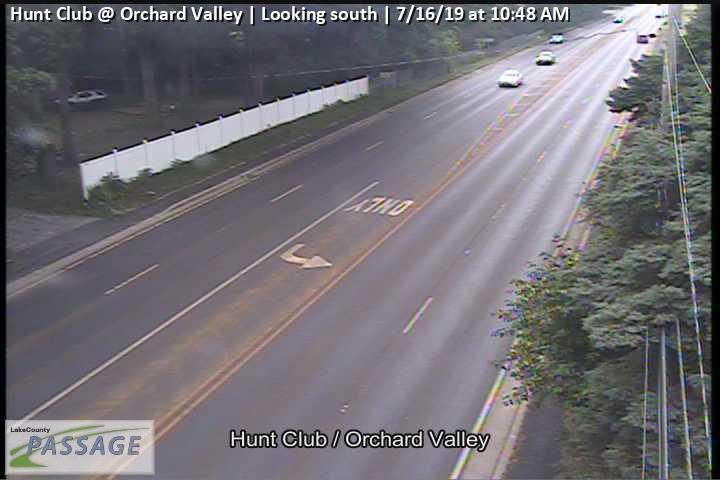 Hunt Club @ Orchard Valley | Looking south | 7/16/19 at 10:48 AM
ONLY
LakeCounty
PASSAGE
Hunt Club / Orchard Valley